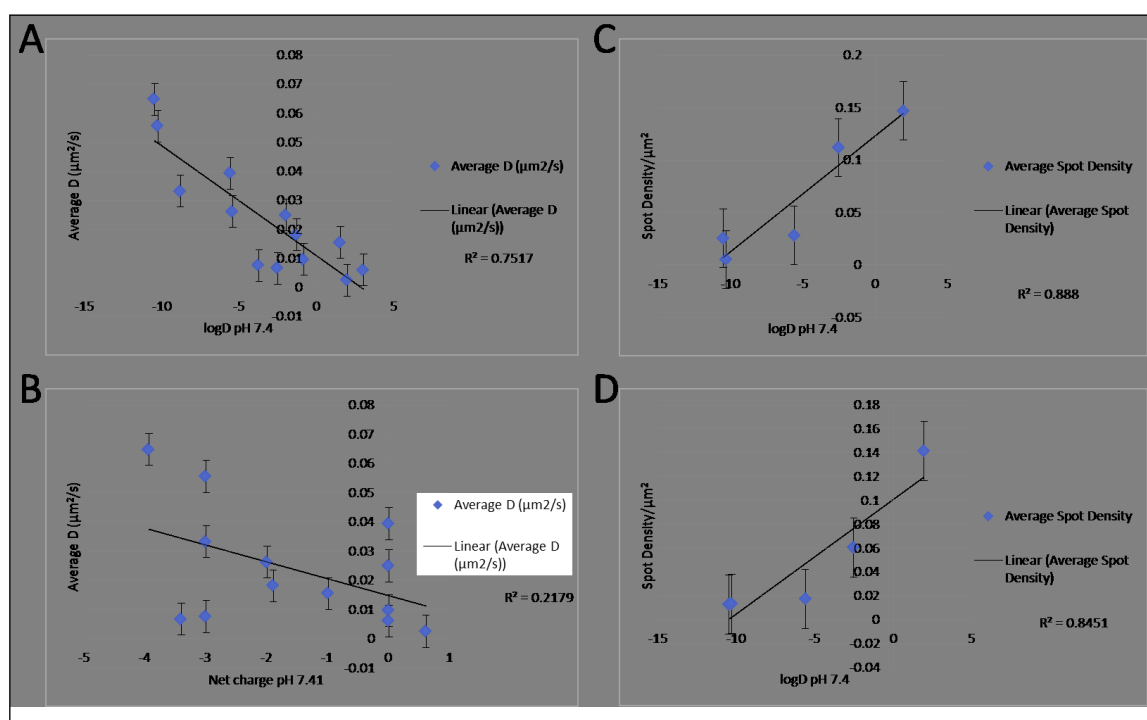 A
0.08
0.07
0.06
0.05
0.04
0.03
0.02
0.01
0
-0.01
-15
-10
-5
0
5
Average D (µm²/s)
logD pH 7.4
Average D (µm2/s)
Linear (Average D
(µm2/s))
R² = 0.7517
C
0.2
0.15
0.1
0.05
0
-0.05
-15
-10
-5
0
5
Spot Density/µm²
logD pH 7.4
Average Spot Density
Linear (Average Spot
Density)
R² = 0.888
B
0.08
0.07
0.06
0.05
0.04
0.03
0.02
0.01
0
-0.01
-5
-4
-3
-2
-1
0
1
Average D (µm²/s)
Net charge pH 7.41
Average D (µm2/s)
Linear (Average D
(µm2/s))
R² = 0.2179
D
0.18
0.16
0.14
0.12
0.1
0.08
0.06
0.04
0.02
0
-0.02
-0.04
-15
-10
-5
0
5
Spot Density/µm²
logD pH 7.4
Average Spot Density
Linear (Average Spot
Density)
R² = 0.8451